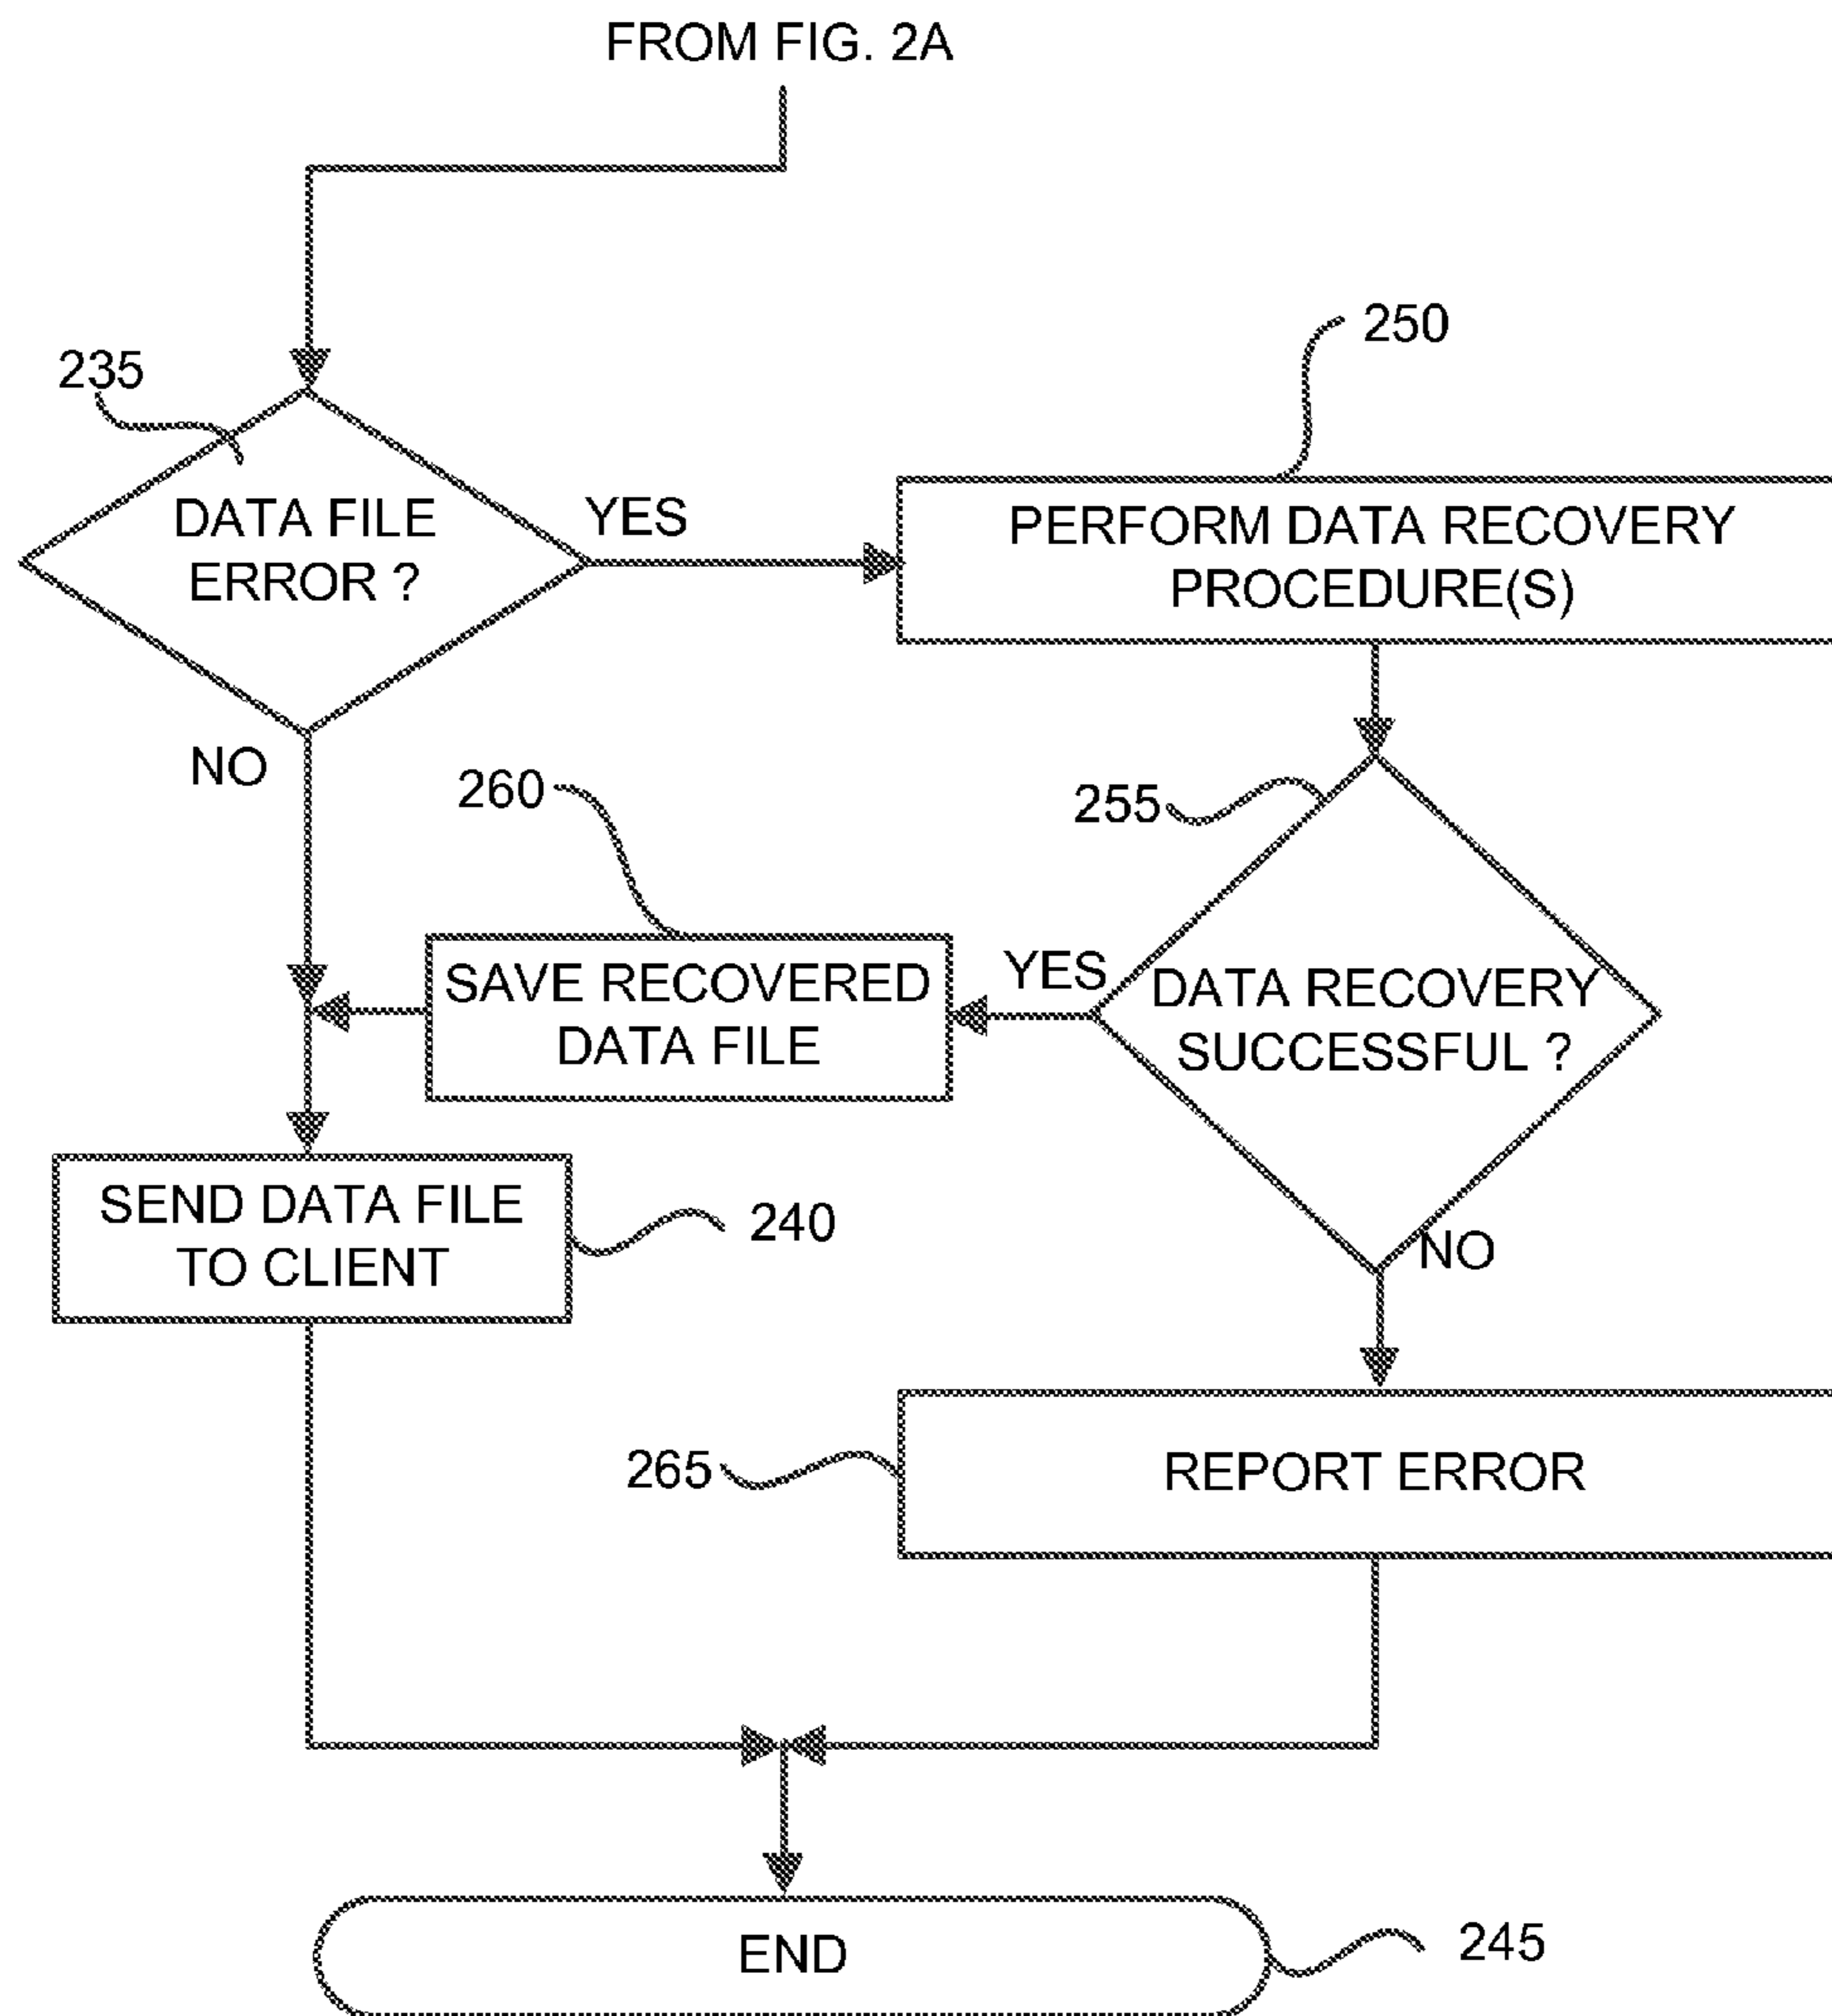 FROM FIG. 2A
235
250
DATA FILE
ERROR ?
YES
PERFORM DATA RECOVERY
PROCEDURE(S)
NO
260
255
SAVE RECOVERED
DATA FILE
YES
DATA RECOVERY
SUCCESSFUL ?
SEND DATA FILE
TO CLIENT
240
NO
265
REPORT ERROR
END
245